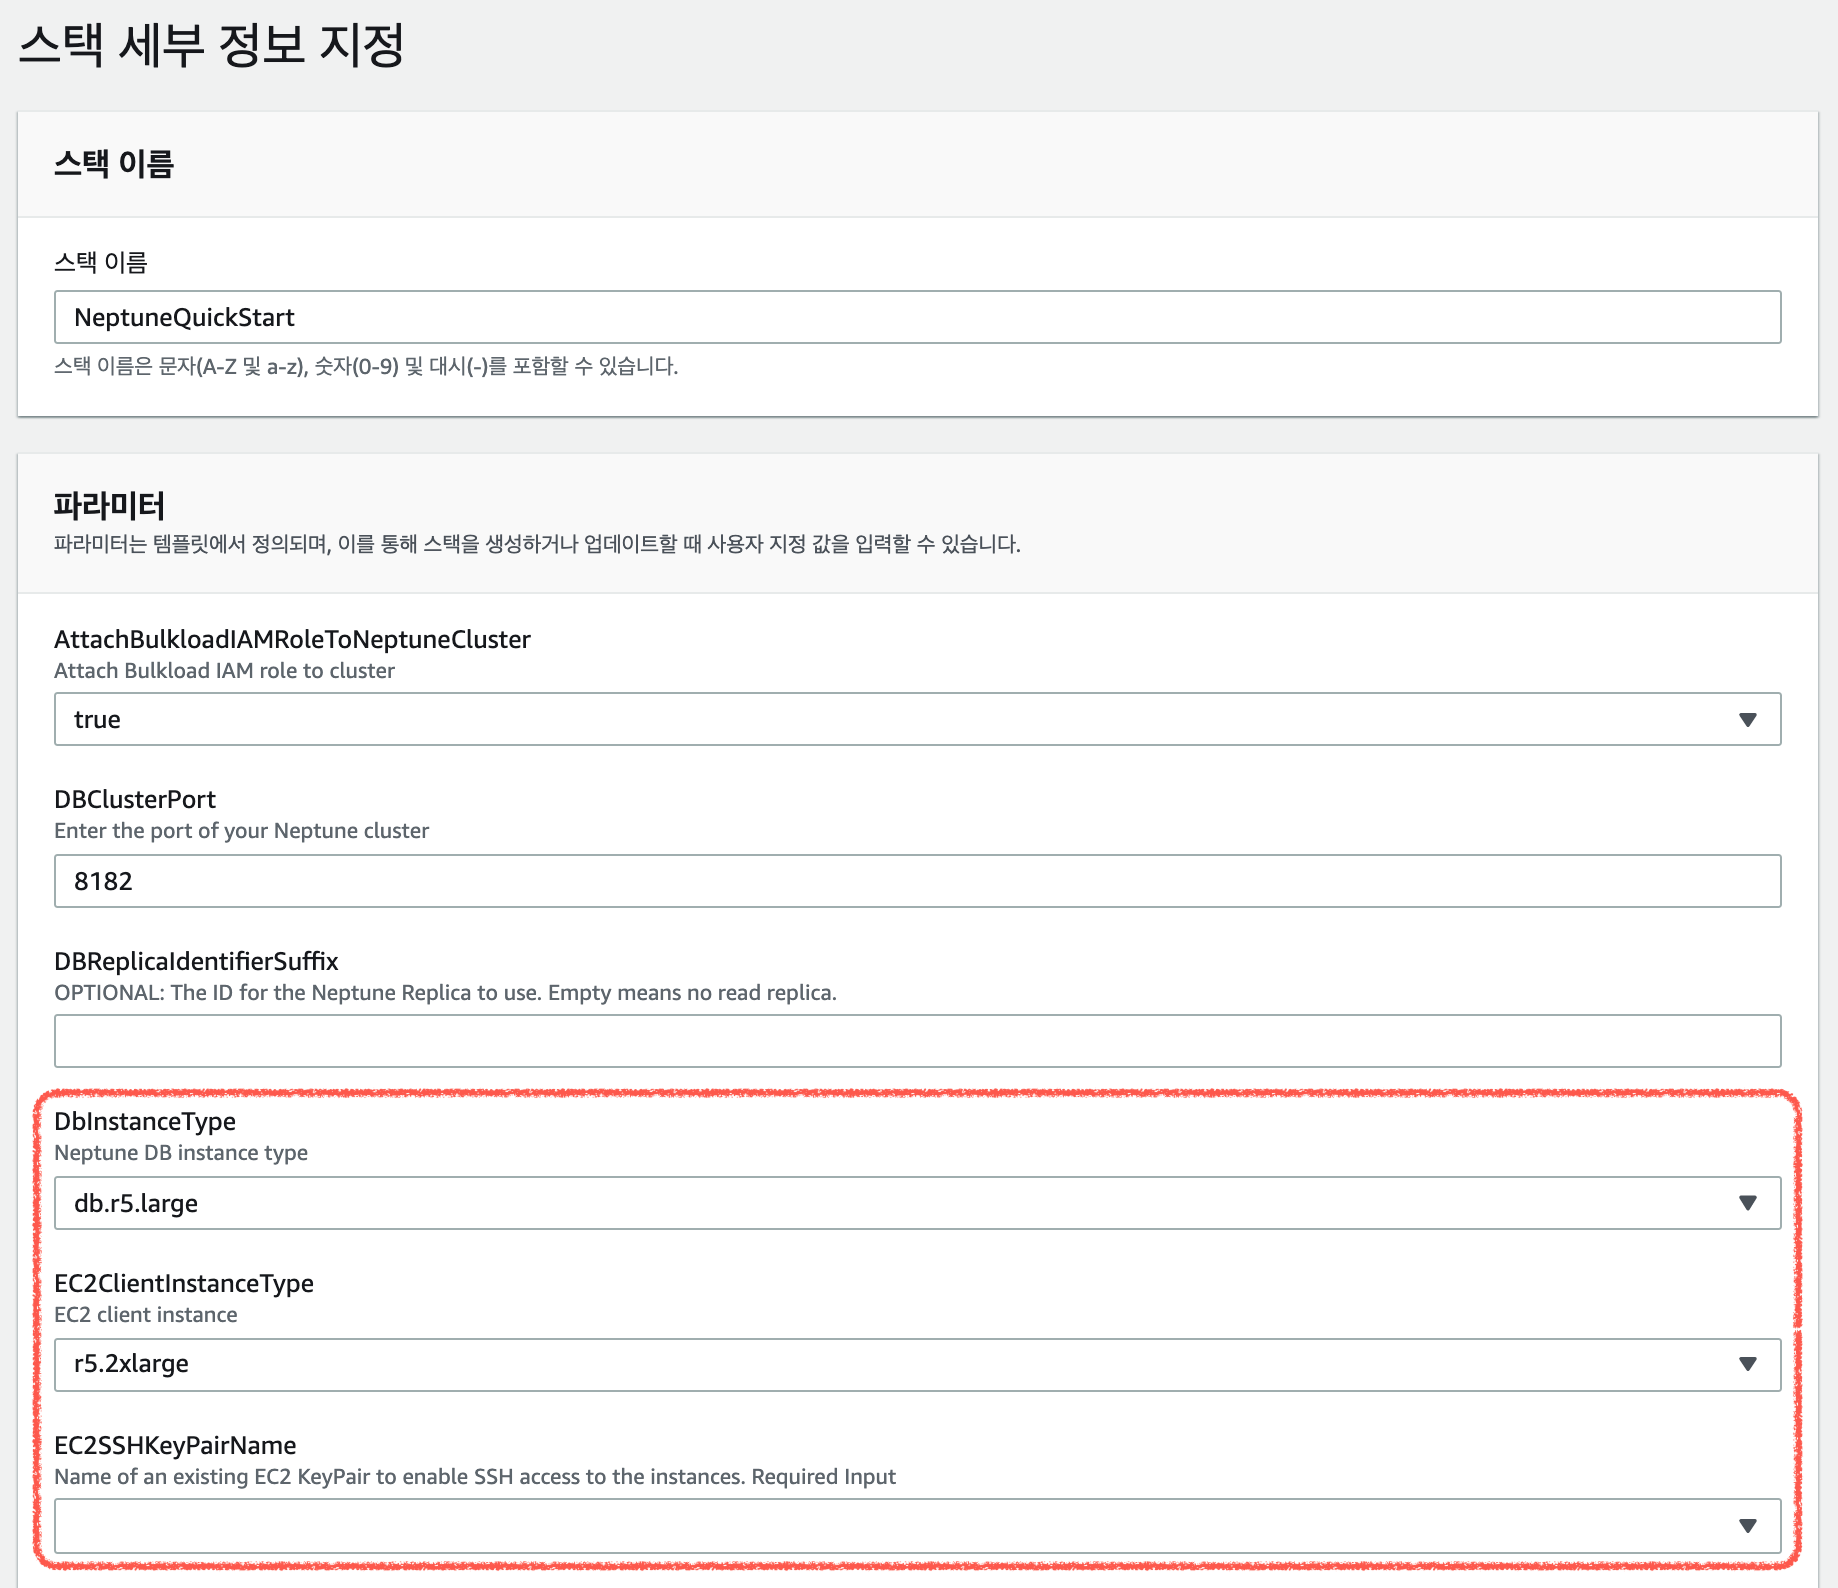 스택 세부 정보 지정
스택 이름
스택 이름
NeptuneQuickStart
스택 이름은 문자(A-Z 및 a-z), 숫자(0-9) 및 대시(-)를 포함할 수 있습니다.
파라미터
파라미터는 템플릿에서 정의되며, 이를 통해 스택을 생성하거나 업데이트할 때 사용자 지정 값을 입력할 수 있습니다.
AttachBulkloadIAMRoleToNeptuneCluster
Attach Bulkload IAM role to cluster
true
DBClusterPort
Enter the port of your Neptune cluster
8182
DBReplicaIdentifierSuffix
OPTIONAL: The ID for the Neptune Replica to use. Empty means no read replica.
DbInstanceType
Neptune DB instance type
db.r5.large
EC2ClientInstanceType
EC2 client instance
r5.2xlarge
EC2SSHKeyPairName
Name of an existing EC2 KeyPair to enable SSH access to the instances. Required Input